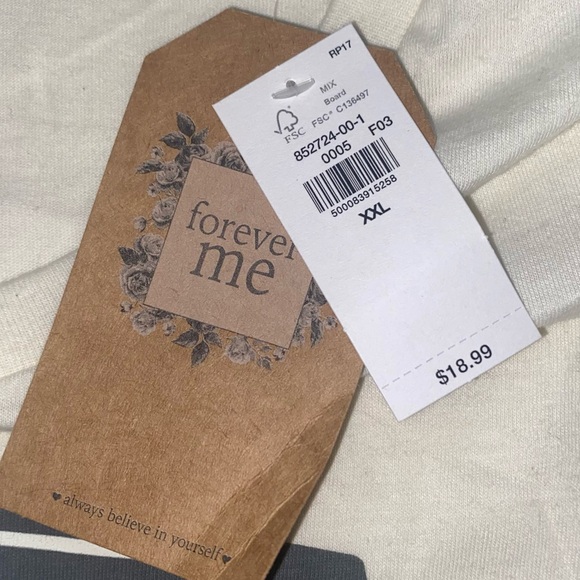 forever
me
♥always believe in yourself♥
RP17
MIX
Board
FSC® C136497
FSC
852724-00-1
0005 F03
500083915258
XXL
$18.99